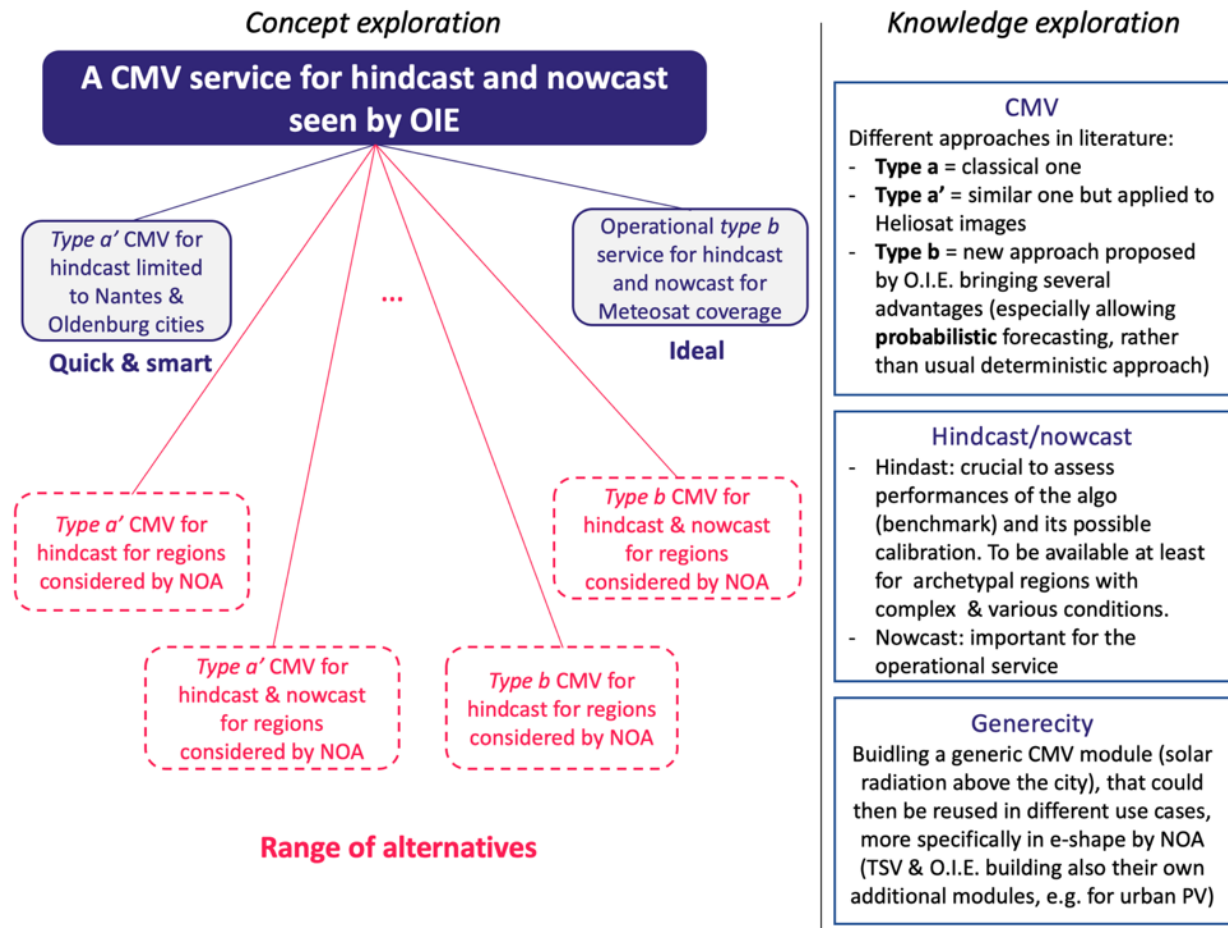 Concept exploration
A CMV service for hindcast and nowcast
seen by OIE
Type a’ CMV for
hindcast limited
to Nantes &
Oldenburg cities
Quick & smart
...
Operational type b
service for hindcast
and nowcast for
Meteosat coverage
Ideal
Type a’ CMV for
hindcast for regions
considered by NOA
Type a’ CMV for
hindcast & nowcast
for regions
considered by NOA
Type b CMV for
hindcast for regions
considered by NOA
Type b CMV for
hindcast & nowcast
for regions
considered by NOA
Range of alternatives
Knowledge exploration
CMV
Different approaches in literature:
- Type a = classical one
- Type a’ = similar one but applied to
Heliosat images
- Type b = new approach proposed
by O.I.E. bringing several
advantages (especially allowing
probabilistic forecasting, rather
than usual deterministic approach)
Hindcast/nowcast
- Hindast: crucial to assess
performances of the algo
(benchmark) and its possible
calibration. To be available at least
for archetypal regions with
complex & various conditions.
- Nowcast: important for the
operational service
Generecity
Buidling a generic CMV module (solar
radiation above the city), that could
then be reused in different use cases,
more specifically in e-shape by NOA
(TSV & O.I.E. building also their own
additional modules, e.g. for urban PV)